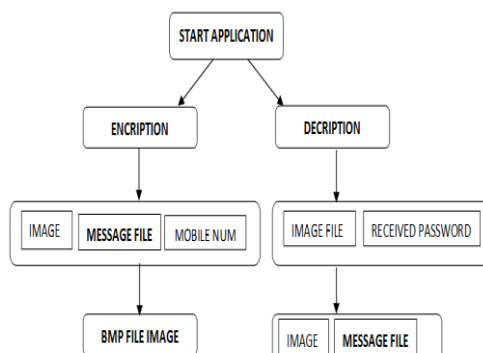 START APPLICATION
ENCRIPTION
DECRIPTION
IMAGE
MESSAGE FILE
MOBILE NUM
IMAGE FILE
RECEIVED PASSWORD
BMP FILE IMAGE
IMAGE
MESSAGE FILE